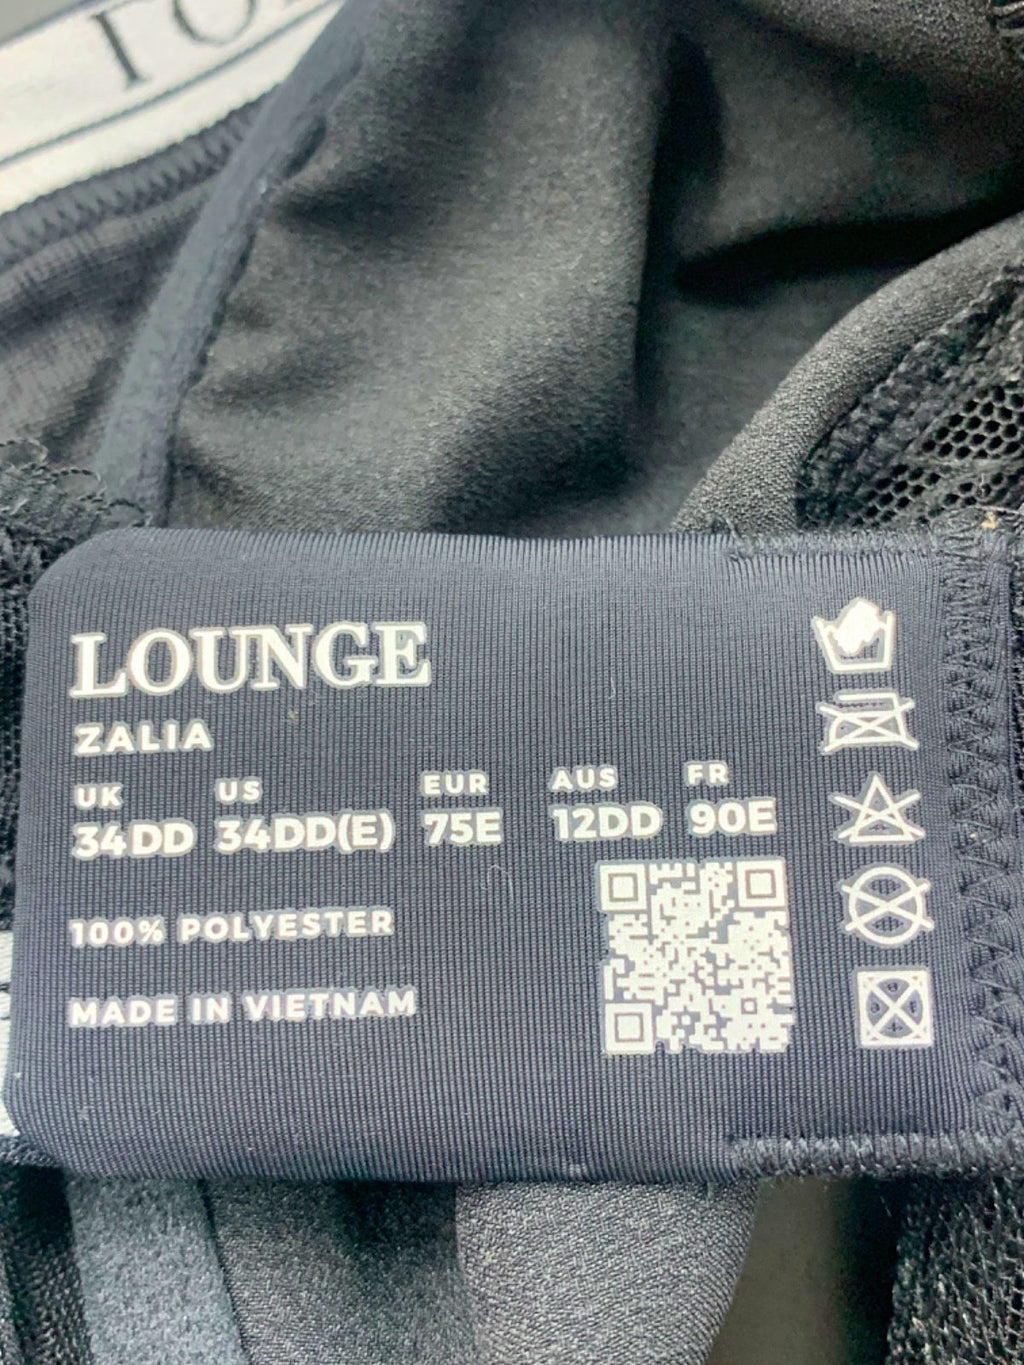 LOUNGE
ZALIA
UK US EUR AUS FR
34DD 34DD(E) 75E 12DD 90E
100% POLYESTER
MADE IN VIETNAM